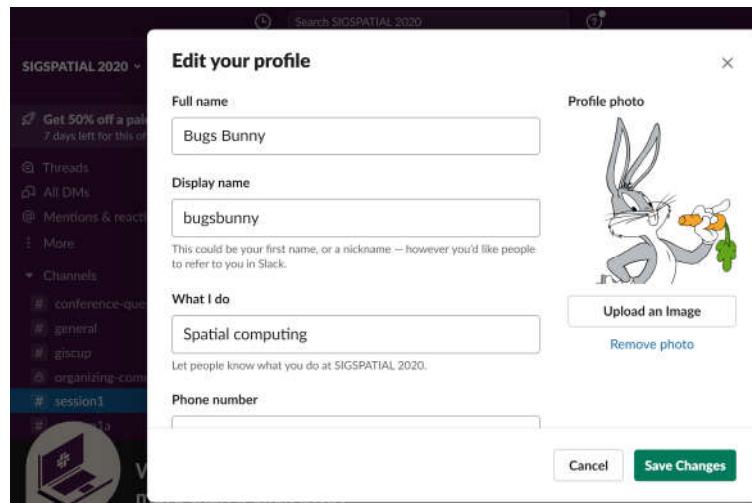 Search SIGSPATIAL 2020
SIGSPATIAL 2020
Get 50% off a paid
7 days left for this of
Threads
All DMs
Mentions & reacti
More
Channels
# conference-que
# general
# giscup
organizing-com
# session1
#
Edit your profile
Full name
Bugs Bunny
Display name
bugsbunny
This could be your first name, or a nickname — however you'd like people
to refer to you in Slack.
What I do
Spatial computing
Let people know what you do at SIGSPATIAL 2020.
Phone number
Profile photo
Upload an Image
Remove photo
Cancel
Save Changes